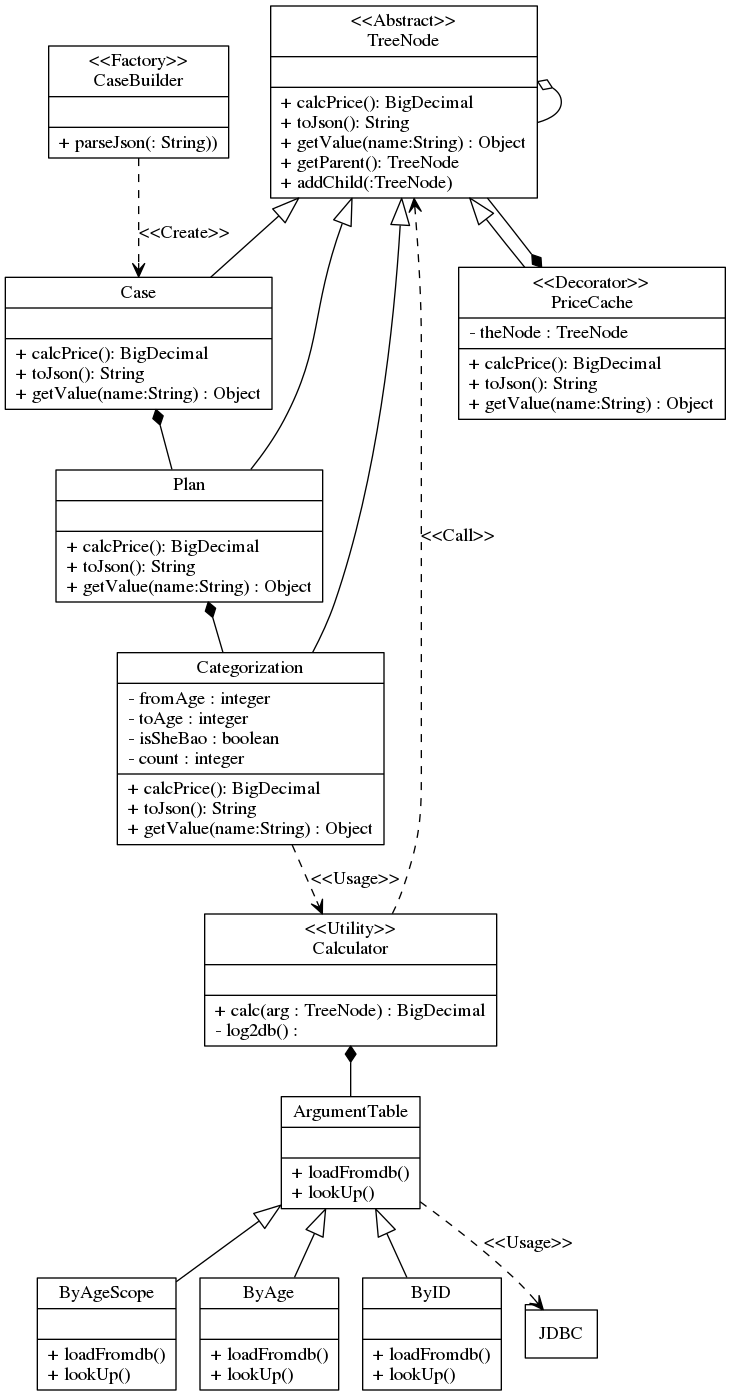 <<Abstract>>
TreeNode
+ calcPrice(): BigDecimal
+ toJson(): String
+ getValue(name:String) : Object
+ getParent(): TreeNode
+ addChild(:TreeNode)
<<Factory>>
CaseBuilder
+ parseJson(: String))
<<Create>>
Case
+ calcPrice(): BigDecimal
+ toJson(): String
+ getValue(name:String) : Object
<<Decorator>>
PriceCache
- theNode : TreeNode
+ calcPrice(): BigDecimal
+ toJson(): String
+ getValue(name:String) : Object
Plan
+ calcPrice(): BigDecimal
+ toJson(): String
+ getValue(name:String) : Object
<<Call>>
Categorization
- fromAge : integer
- toAge : integer
- isSheBao : boolean
- count : integer
+ calcPrice(): BigDecimal
+ toJson(): String
+ getValue(name:String) : Object
<<Usage>>
<<Utility>>
Calculator
+ calc(arg : TreeNode) : BigDecimal
- log2db() :
ArgumentTable
+ loadFromdb()
+ lookUp()
<<Usage>>
ByAgeScope
+ loadFromdb()
+ lookUp()
ByAge
+ loadFromdb()
+ lookUp()
ByID
+ loadFromdb()
+ lookUp()
JDBC